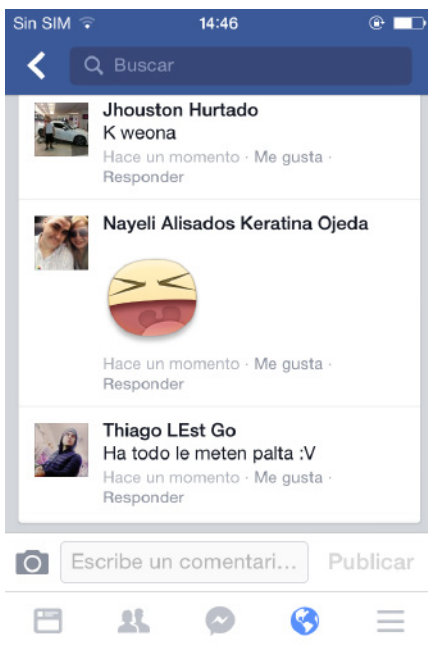 Sin SIM 14:46
Buscar
Jhouston Hurtado
K weona
Hace un momento · Me gusta ·
Responder
Nayeli Alisados Keratina Ojeda
Hace un momento · Me gusta ·
Responder
Thiago LEst Go
Ha todo le meten palta :V
Hace un momento · Me gusta ·
Responder
Escribe un comentari... Publicar